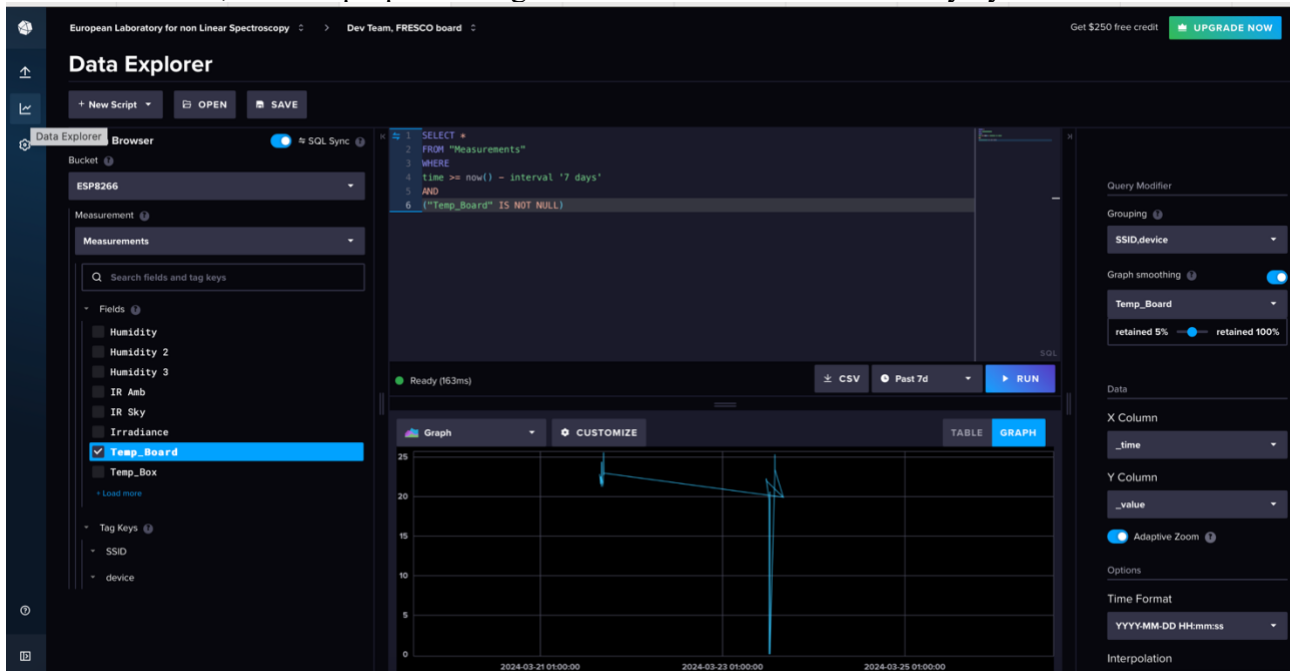 European Laboratory for non Linear Spectroscopy > Dev Team, FRESCO board
Get $250 free credit UPGRADE NOW
Data Explorer
+ New Script OPEN SAVE
Data Explorer
Browser SQL Sync
Bucket
ESP8266
Measurement
Measurements
Search fields and tag keys
Fields
Humidity
Humidity 2
Humidity 3
IR Amb
IR Sky
Irradiance
Temp_Board
Temp_Box
+ Load more
Tag Keys
SSID
device
1 SELECT *
2 FROM "Measurements"
3 WHERE
4 time >= now() - interval '7 days'
5 AND
6 ("Temp_Board" IS NOT NULL)
SQL
Ready (163ms)
CSV Past 7d RUN
Graph CUSTOMIZE TABLE GRAPH
25
20
15
10
5
0
2024-03-21 01:00:00 2024-03-23 01:00:00 2024-03-25 01:00:00
Query Modifier
Grouping
SSID,device
Graph smoothing
Temp_Board
retained 5% retained 100%
Data
X Column
_time
Y Column
_value
Adaptive Zoom
Options
Time Format
YYYY-MM-DD HH:mm:ss
Interpolation